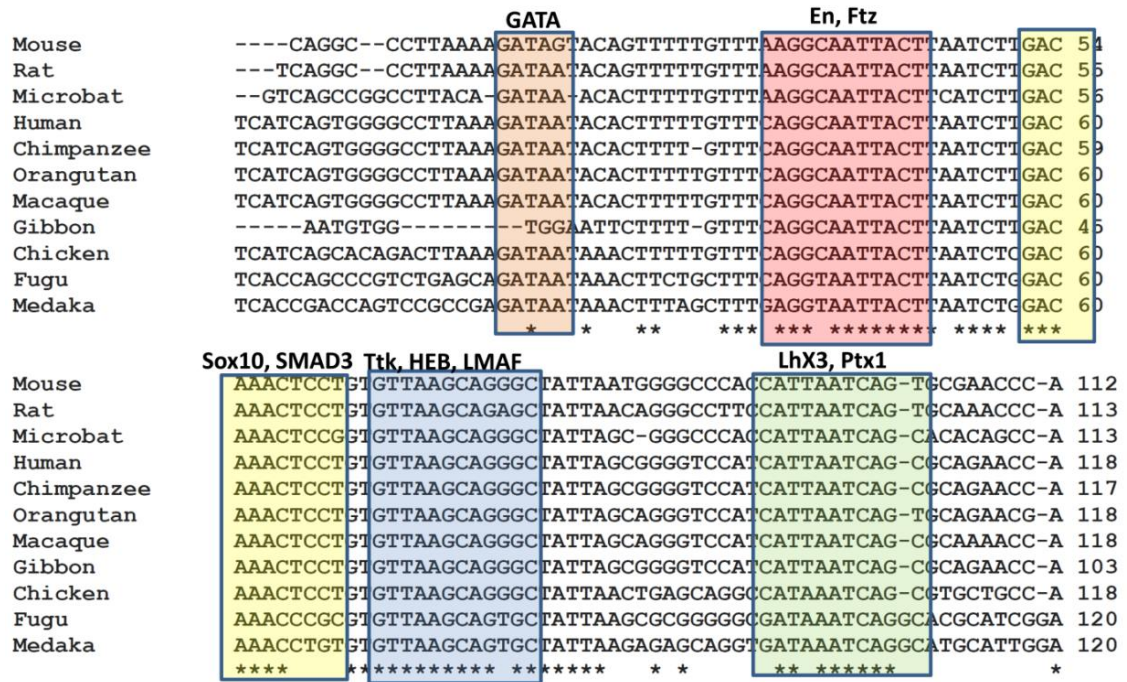 GATA En, Ftz
Mouse ----CAGGC--CCTTAAAAGATAGTACAGTTTTTGTTTAAGGCAATTACTTAATCTTGAC 54
Rat ---TCAGGC--CCTTAAAAGATAATACAGTTTTTGTTTAAGGCAATTACTTAATCTTGAC 55
Microbat --GTCAGCCGGCCTTACA-GATAA-ACACTTTTTGTTTAAGGCAATTACTTCATCTTGAC 56
Human TCATCAGTGGGGCCTTAAAGATAATACACTTTTTGTTTCAGGCAATTACTTAATCTTGAC 60
Chimpanzee TCATCAGTGGGGCCTTAAAGATAATACACTTTT-GTTTCAGGCAATTACTTAATCTTGAC 59
Orangutan TCATCAGTGGGGCCTTAAAGATAATACACTTTTTGTTTCAGGCAATTACTTAATCTTGAC 60
Macaque TCATCAGTGGGGCCTTAAAGATAATACACTTTTTGTTTCAGGCAATTACTTAATCTTGAC 60
Gibbon -----AATGTGG--------TGGAATTCTTTT-GTTTCAGGCAATTACTTAATCTTGAC 45
Chicken TCATCAGCACAGACTTAAAGATAATAAACTTTTTGTTTCAGGCAATTACTTAATCTCGAC 60
Fugu TCACCAGCCCGTCTGAGCAGATAATAAACTTCTGCTTTCAGGTAATTACTTAATCTCGAC 60
Medaka TCACCGACCAGTCCGCCGAGATAATAAACTTTAGCTTTGAGGTAATTACTTAATCTGGAC 60
* * ** *** *** ******** **** ***
Sox10, SMAD3 Ttk, HEB, LMAF LhX3, Ptx1
Mouse AAACTCCTGTGTTAAGCAGGGCTATTAATGGGGCCCACCATTAATCAG-TGCGAACCC-A 112
Rat AAACTCCTGTGTTAAGCAGAGCTATTAACAGGGCCTTCCATTAATCAG-TGCAAACCC-A 113
Microbat AAACTCCGGTGTTAAGCAGGGCTATTAGC-GGGCCCACCATTAATCAG-CACACAGCC-A 113
Human AAACTCCTGTGTTAAGCAGGGCTATTAGCGGGGTCCATCATTAATCAG-CGCAGAACC-A 118
Chimpanzee AAACTCCTGTGTTAAGCAGGGCTATTAGCGGGGTCCATCATTAATCAG-CGCAGAACC-A 117
Orangutan AAACTCCTGTGTTAAGCAGGGCTATTAGCAGGGTCCATCATTAATCAG-TGCAGAACG-A 118
Macaque AAACTCCTGTGTTAAGCAGGGCTATTAGCAGGGTCCATCATTAATCAG-CGCAAAACC-A 118
Gibbon AAACTCCTGTGTTAAGCAGGGCTATTAGCGGGGTCCATCATTAATCAG-CGCAGAACC-A 103
Chicken AAACTCCTGTGTTAAGCAGGGCTATTAACTGAGCAGGCCATAAATCAG-CGTGCTGCC-A 118
Fugu AAACCCGCGTGTTAAGCAGTGCTATTAAGCGCGGGGGCGATAAATCAGGCACGCATCGGA 120
Medaka AAACCTGTGTGTTAAGCAGTGCTATTAAGAGAGCAGGTGATAAATCAGGCATGCATTGGA 120
**** *********** ******* * * ** ****** *